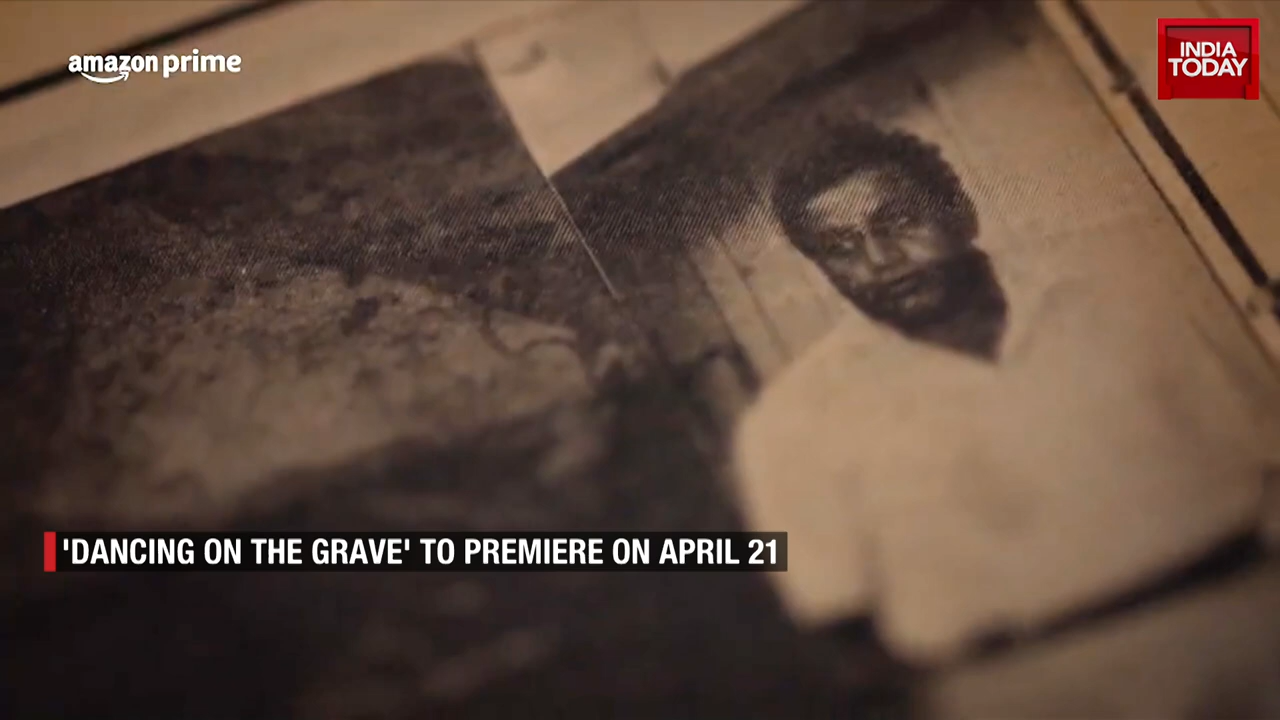 amazon prime
INDIA
TODAY
'DANCING ON THE GRAVE' TO PREMIERE ON APRIL 21